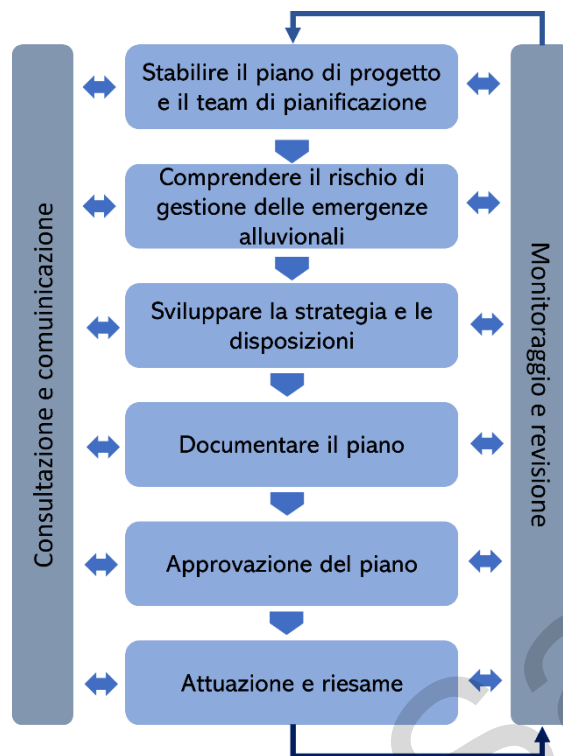 Stabilire il piano di progetto
e il team di pianificazione
Comprendere il rischio di
gestione delle emergenze
alluvionali
Sviluppare la strategia e le
disposizioni
Documentare il piano
Approvazione del piano
Attuazione e riesame
Consultazione e comuinicazione
Monitoraggio e revisione